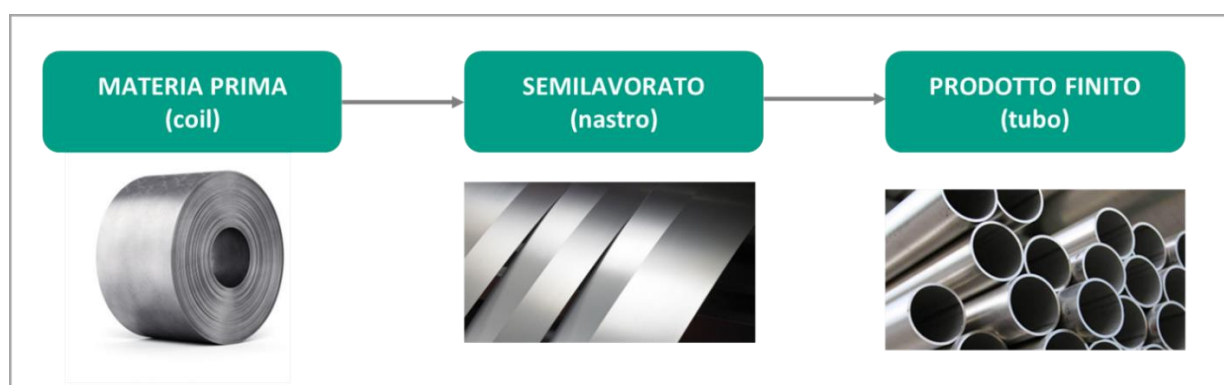 MATERIA PRIMA
(coil)
SEMILAVORATO
(nastro)
PRODOTTO FINITO
(tubo)